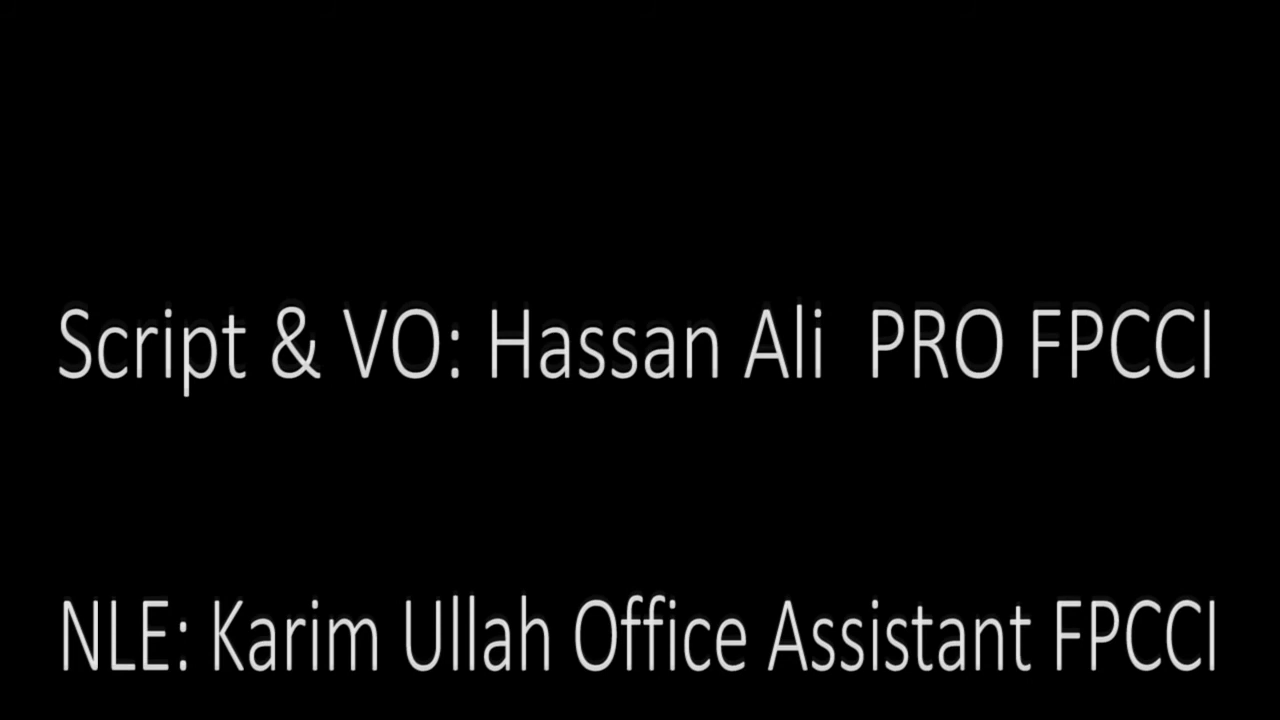 Script & VO: Hassan Ali  PRO FPCCI
NLE: Karim Ullah Office Assistant FPCCI